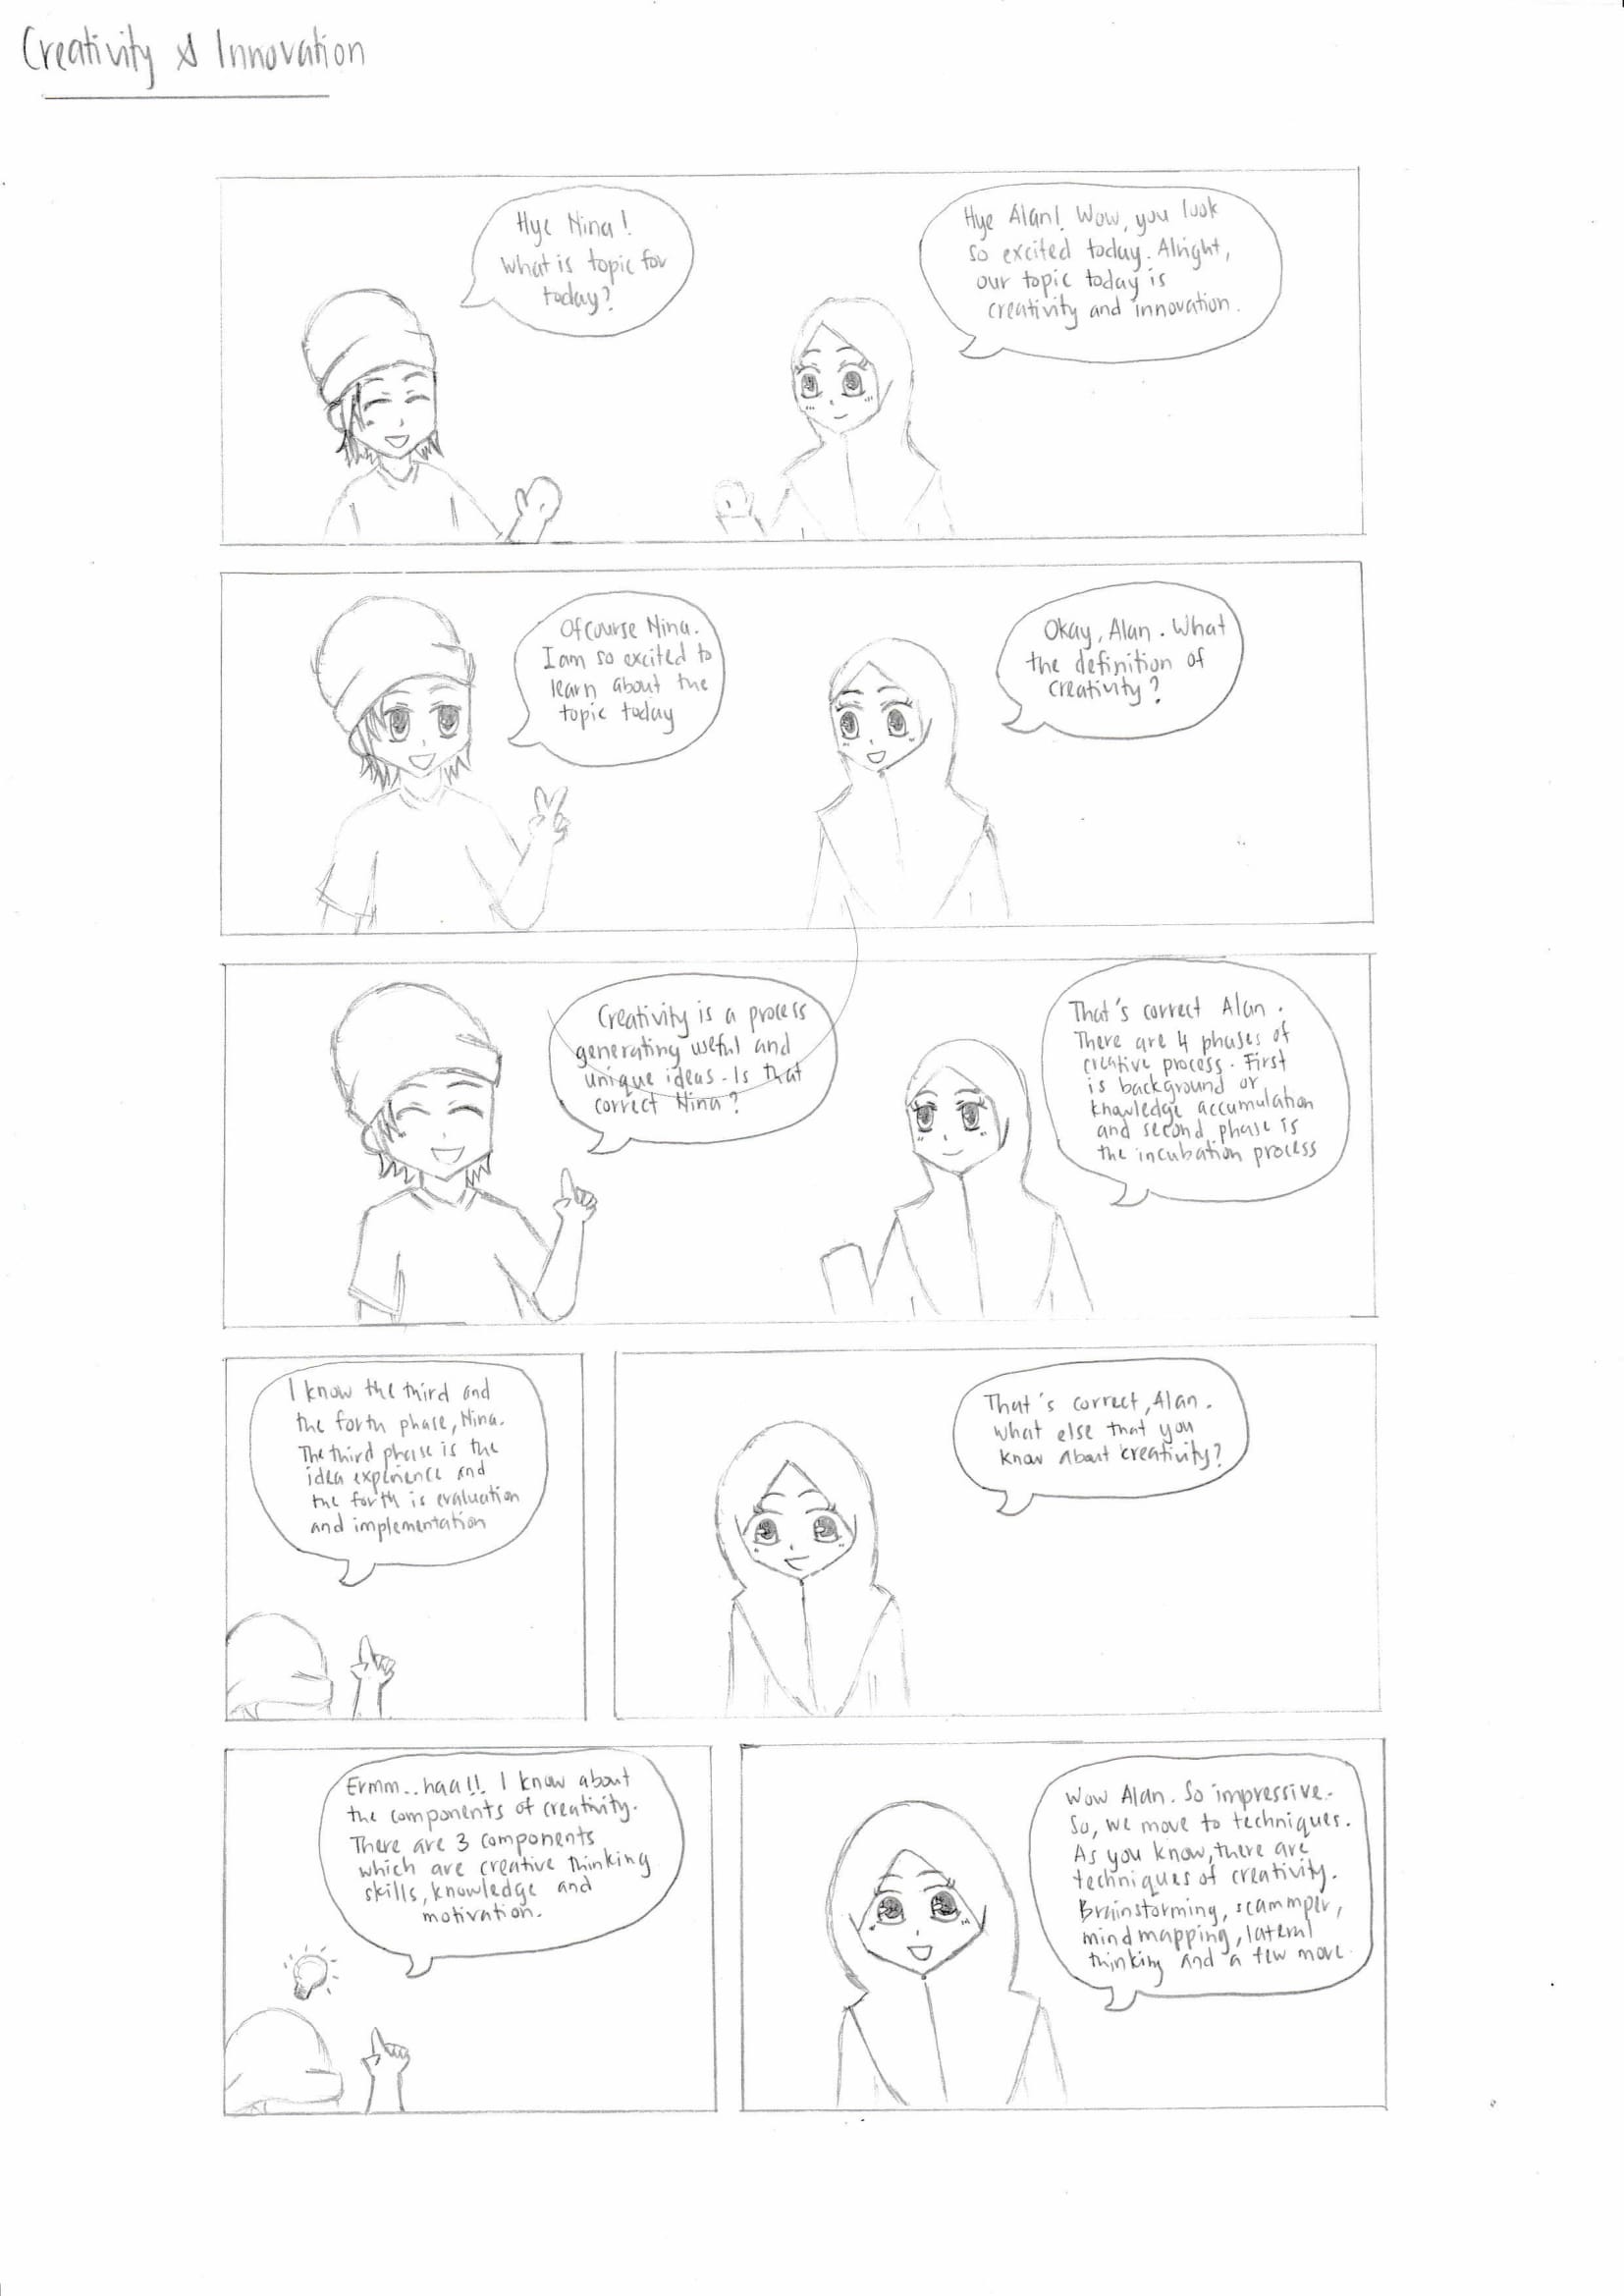 Creativity & Innovation
Hye Nina!
what is topic for
today?
Hye Alan! Wow, you look
so excited today. Alright,
our topic today is
creativity and innovation.
Ofcourse Nina.
I am so excited to
learn about the
topic today
Okay, Alan. What
the definition of
creativity?
Creativity is a process
generating useful and
unique ideas. Is that
correct Nina?
That's correct Alan.
There are 4 phases of
creative process. First
is background or
knowledge accumulation
and second phase is
the incubation process
I know the third and
the forth phase, Nina.
The third phase is the
idea experience and
the forth is evaluation
and implementation
That's correct, Alan.
What else that you
know about creativity?
Ermm..haa!! I know about
the components of creativity.
There are 3 components
which are creative thinking
skills, knowledge and
motivation.
Wow Alan. So impressive.
So, we move to techniques.
As you know, there are
techniques of creativity.
Brainstorming, scammper,
mind mapping, lateral
thinking and a few more.